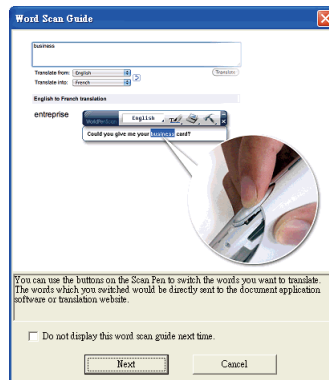 Word Scan Guide
business
Translate from: English
Translate into: French
Translate
English to French translation
entreprise
English
Could you give me your business card?
You can use the buttons on the Scan Pen to switch the words you want to translate.
The words which you switched would be directly sent to the document application
software or translation website.
Do not display this word scan guide next time.
Next
Cancel